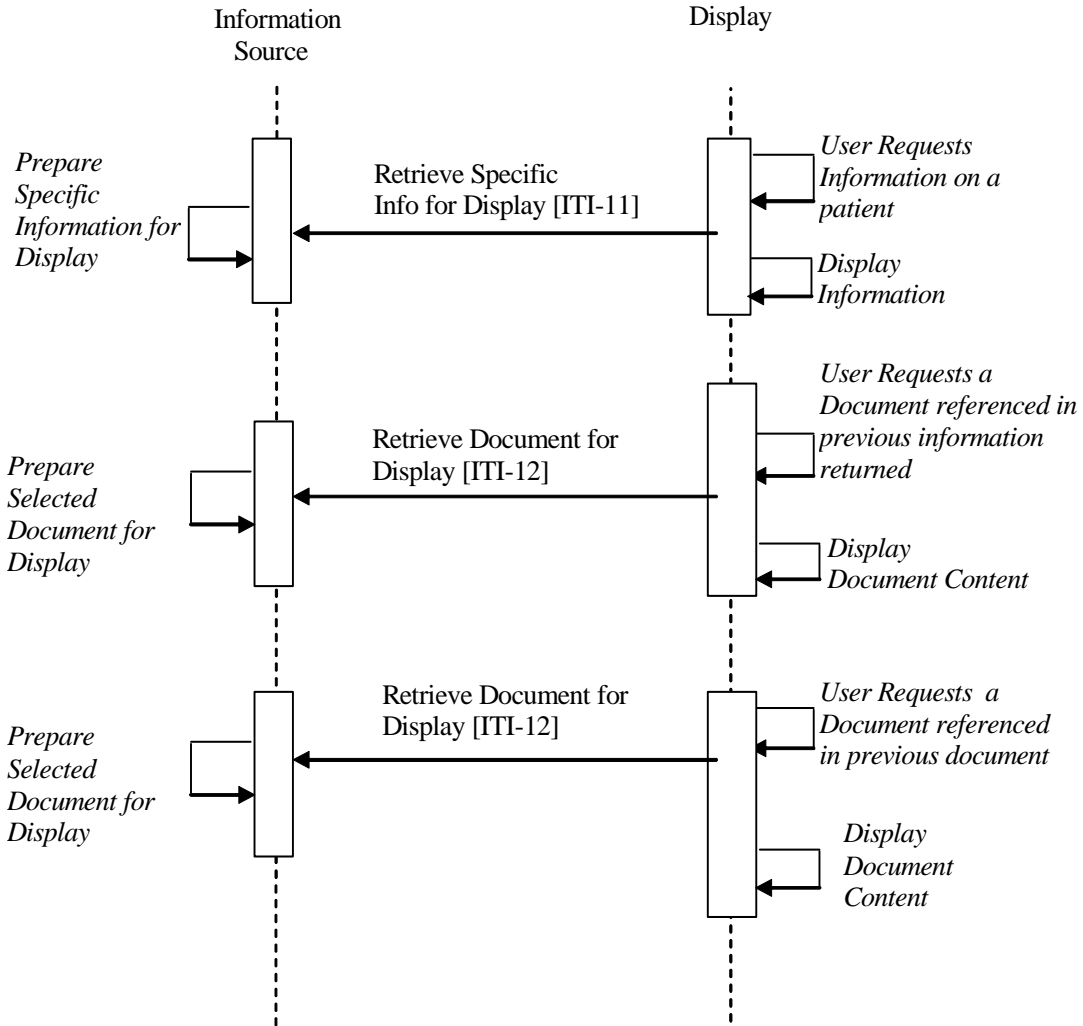 Information
Source
Display
Prepare
Specific
Information for
Display
Retrieve Specific
Info for Display [ITI-11]
User Requests
Information on a
patient
Display
Information
Prepare
Selected
Document for
Display
Retrieve Document for
Display [ITI-12]
User Requests a
Document referenced in
previous information
returned
Display
Document Content
Prepare
Selected
Document for
Display
Retrieve Document for
Display [ITI-12]
User Requests a
Document referenced
in previous document
Display
Document
Content